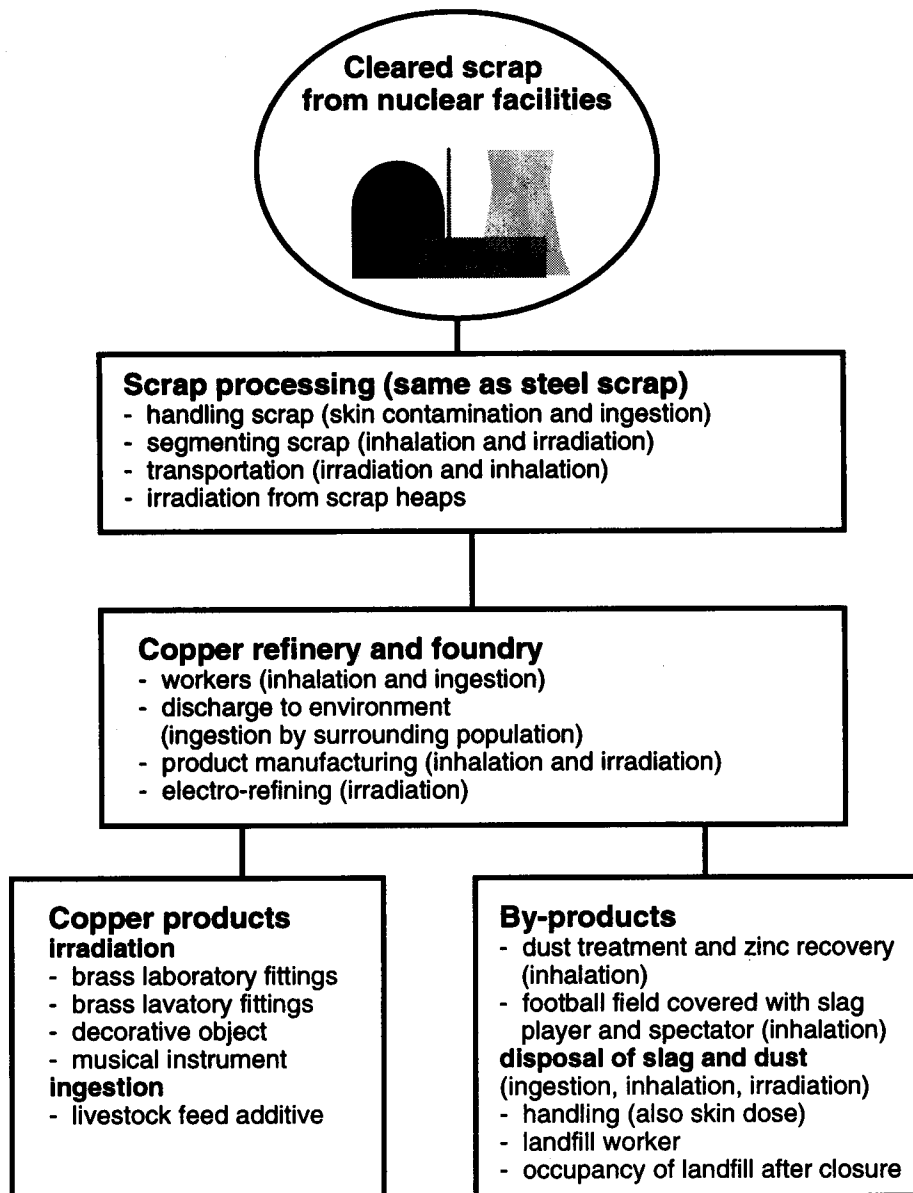 Cleared scrap
from nuclear facilities
Scrap processing (same as steel scrap)
- handling scrap (skin contamination and ingestion)
- segmenting scrap (inhalation and irradiation)
- transportation (irradiation and inhalation)
- irradiation from scrap heaps
Copper refinery and foundry
- workers (inhalation and ingestion)
- discharge to environment
(ingestion by surrounding population)
- product manufacturing (inhalation and irradiation)
- electro-refining (irradiation)
Copper products
irradiation
- brass laboratory fittings
- brass lavatory fittings
- decorative object
- musical instrument
ingestion
- livestock feed additive
By-products
- dust treatment and zinc recovery
(inhalation)
- football field covered with slag
player and spectator (inhalation)
disposal of slag and dust
(ingestion, inhalation, irradiation)
- handling (also skin dose)
- landfill worker
- occupancy of landfill after closure